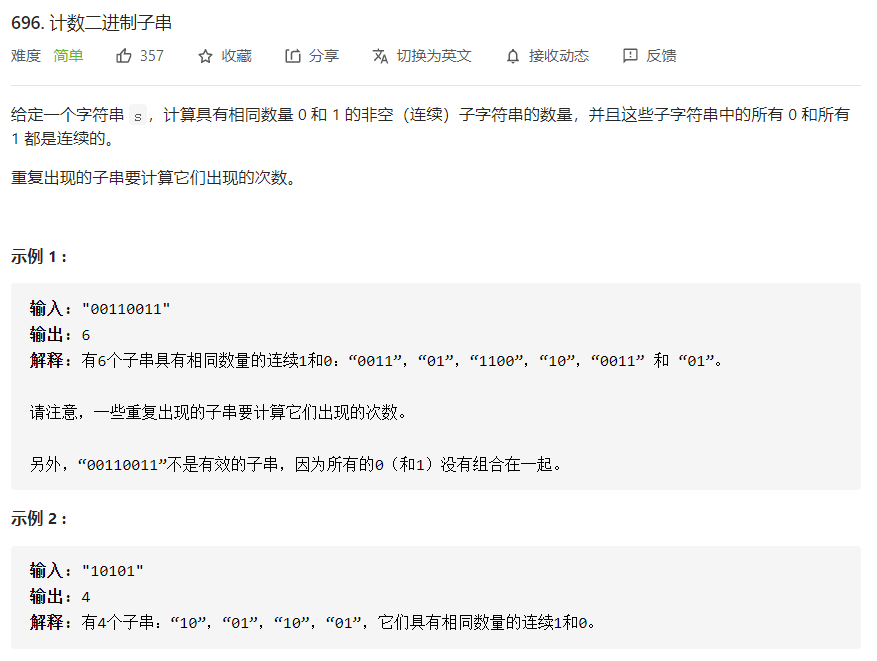 696. 计数二进制子串
难度 简单 357 收藏 分享 切换为英文 接收动态 反馈
给定一个字符串 s，计算具有相同数量 0 和 1 的非空（连续）子字符串的数量，并且这些子字符串中的所有 0 和所有
1 都是连续的。
重复出现的子串要计算它们出现的次数。
示例 1 :
输入: "00110011"
输出: 6
解释: 有6个子串具有相同数量的连续1和0：“0011”，“01”，“1100”，“10”，“0011” 和 “01”。
请注意，一些重复出现的子串要计算它们出现的次数。
另外，“00110011”不是有效的子串，因为所有的0（和1）没有组合在一起。
示例 2 :
输入: "10101"
输出: 4
解释: 有4个子串：“10”，“01”，“10”，“01”，它们具有相同数量的连续1和0。